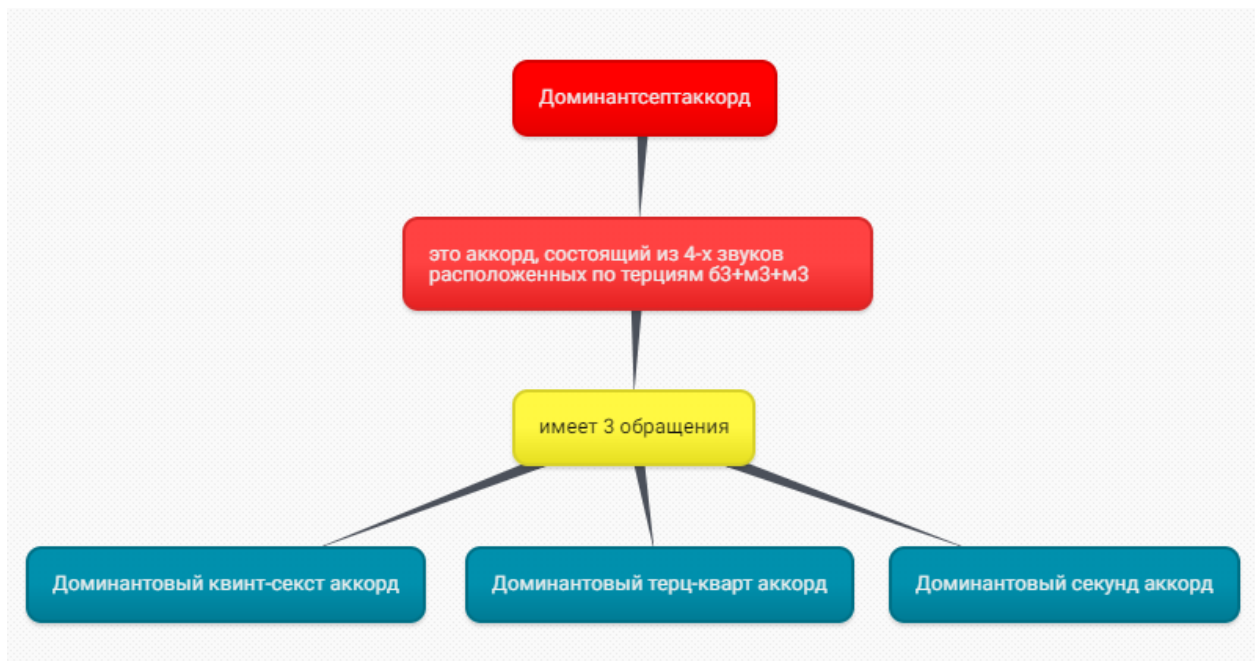 Доминантсептаккорд
это аккорд, состоящий из 4-х звуков
расположенных по терциям б3+м3+м3
имеет 3 обращения
Доминантовый квинт-секст аккорд
Доминантовый терц-кварт аккорд
Доминантовый секунд аккорд